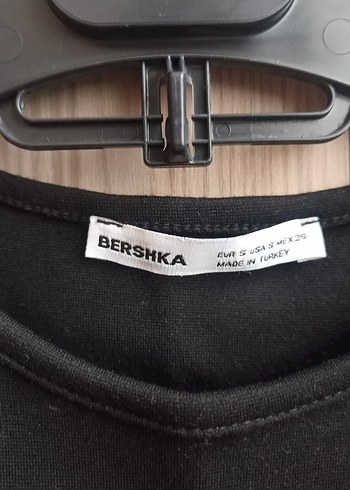 BERSHKA
EUR S USA S MEX 26
MADE IN TURKEY